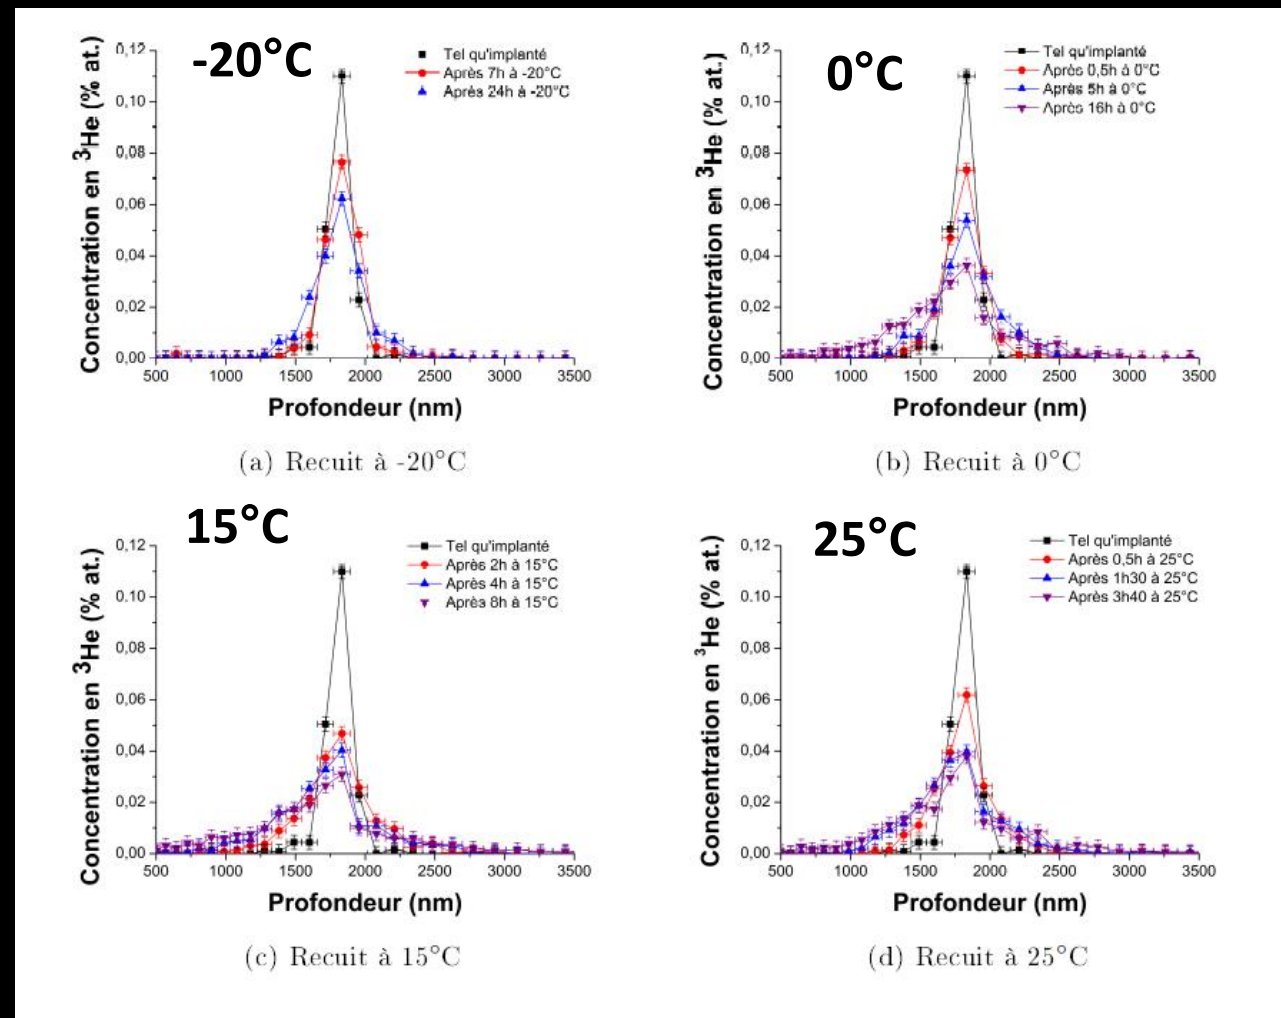 -20°C
Concentration en ³He (% at.)
0,12
0,10
0,08
0,06
0,04
0,02
0,00
500 1000 1500 2000 2500 3000 3500
Profondeur (nm)
Tel qu'implanté
Après 7h à -20°C
Après 24h à -20°C
(a) Recuit à -20°C
0°C
Concentration en ³He (% at.)
0,12
0,10
0,08
0,06
0,04
0,02
0,00
500 1000 1500 2000 2500 3000 3500
Profondeur (nm)
Tel qu'implanté
Après 0,5h à 0°C
Après 5h à 0°C
Après 16h à 0°C
(b) Recuit à 0°C
15°C
Concentration en ³He (% at.)
0,12
0,10
0,08
0,06
0,04
0,02
0,00
500 1000 1500 2000 2500 3000 3500
Profondeur (nm)
Tel qu'implanté
Après 2h à 15°C
Après 4h à 15°C
Après 8h à 15°C
(c) Recuit à 15°C
25°C
Concentration en ³He (% at.)
0,12
0,10
0,08
0,06
0,04
0,02
0,00
500 1000 1500 2000 2500 3000 3500
Profondeur (nm)
Tel qu'implanté
Après 0,5h à 25°C
Après 1h30 à 25°C
Après 3h40 à 25°C
(d) Recuit à 25°C